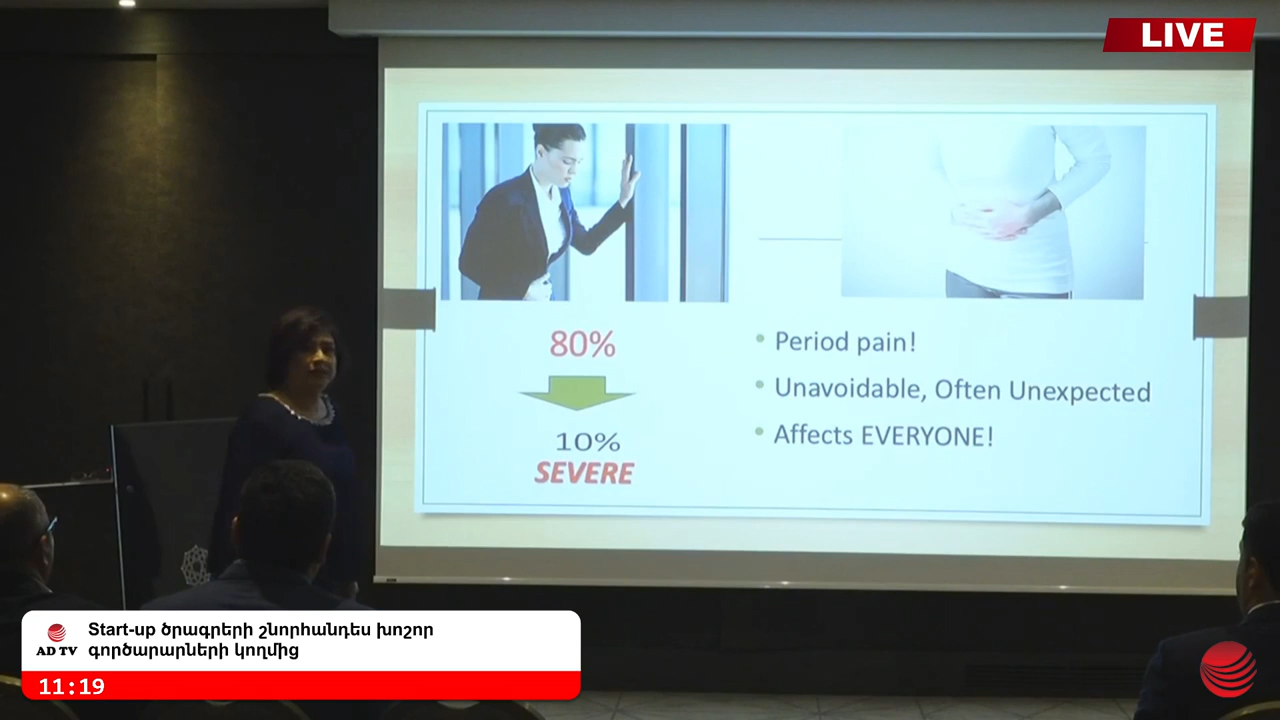 LIVE
80%
10%
SEVERE
• Period pain!
• Unavoidable, Often Unexpected
• Affects EVERYONE!
AD TV
Start-up ծրագրերի շնորհանդես խոշոր
գործարարների կողմից
11:19